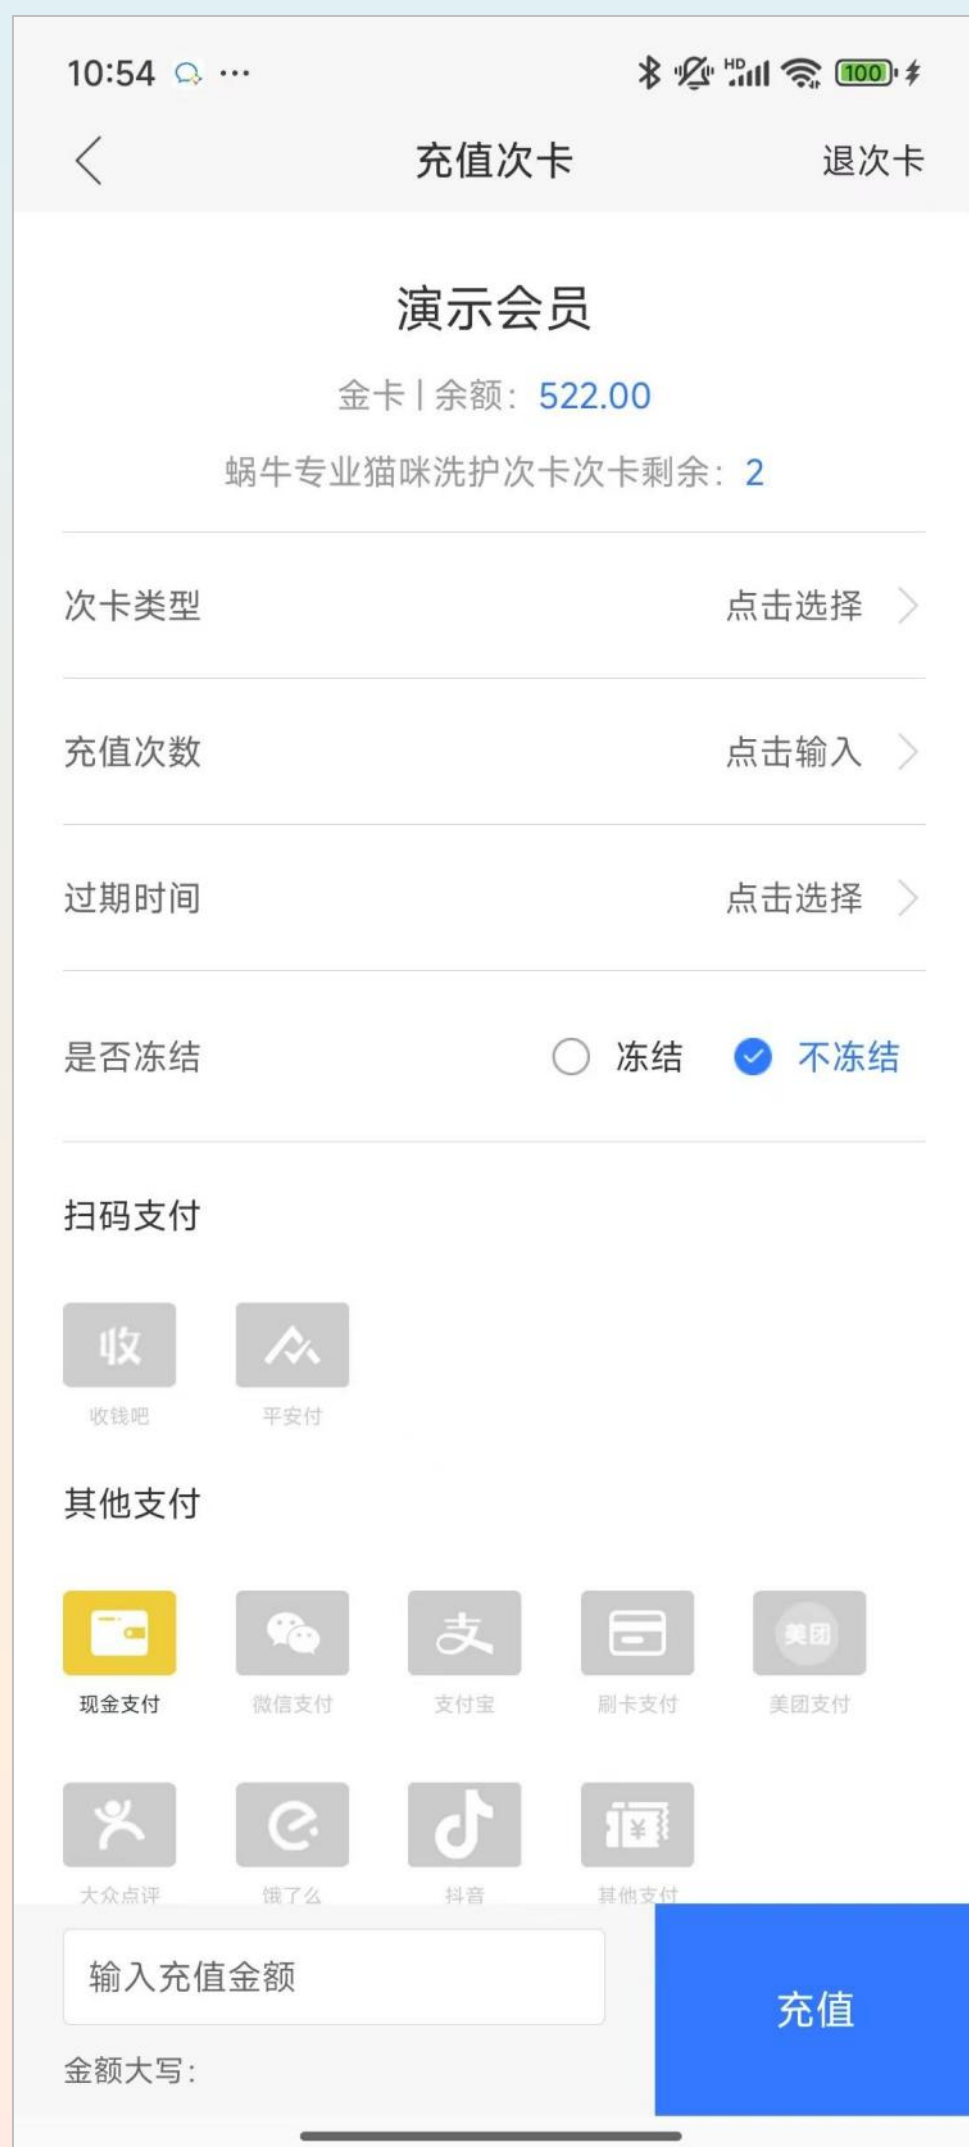 10:54 ... HD 100
充值次卡 退次卡
演示会员
金卡 | 余额: 522.00
蜗牛专业猫咪洗护次卡次卡剩余: 2
次卡类型 点击选择
充值次数 点击输入
过期时间 点击选择
是否冻结 冻结 不冻结
扫码支付
收
收钱吧 平安付
其他支付
支 美团
现金支付 微信支付 支付宝 刷卡支付 美团支付
¥
大众点评 饿了么 抖音 其他支付
输入充值金额
充值
金额大写: